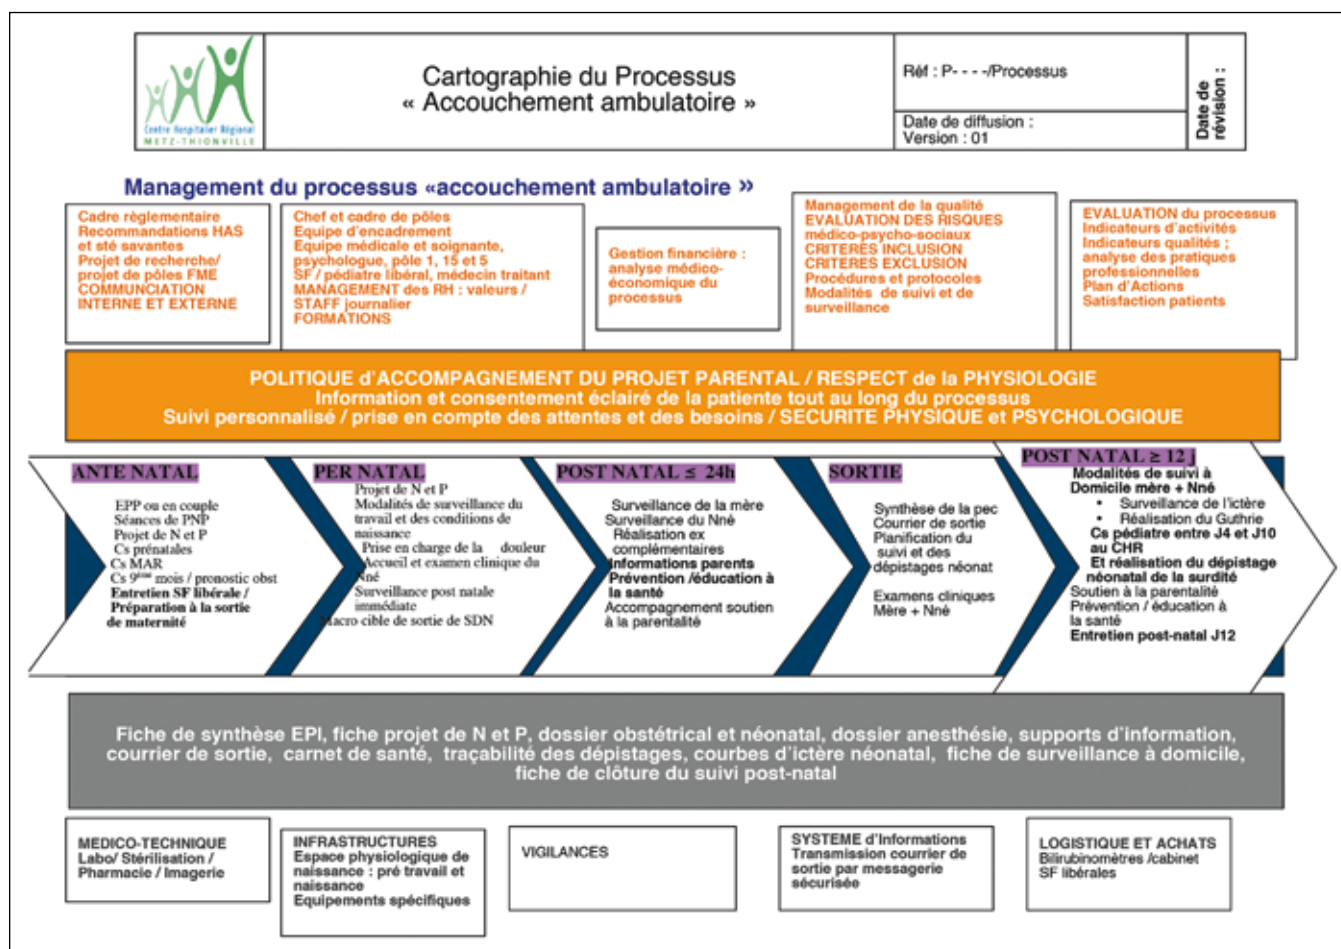 Centre Hospitalier Régional
METZ-THIONVILLE
Cartographie du Processus
« Accouchement ambulatoire »
Réf : P- - - -/Processus
Date de diffusion :
Version : 01
Date de
révision :
Management du processus «accouchement ambulatoire »
Cadre règlementaire
Recommandations HAS
et sté savantes
Projet de recherche/
projet de pôles FME
COMMUNCIATION
INTERNE ET EXTERNE
Chef et cadre de pôles
Equipe d'encadrement
Equipe médicale et soignante,
psychologue, pôle 1, 15 et 5
SF / pédiatre libéral, médecin traitant
MANAGEMENT des RH : valeurs /
STAFF journalier
FORMATIONS
Gestion financière :
analyse médico-
économique du
processus
Management de la qualité
EVALUATION DES RISQUES
médico-psycho-sociaux
CRITERES INCLUSION
CRITERES EXCLUSION
Procédures et protocoles
Modalités de suivi et de
surveillance
EVALUATION du processus
Indicateurs d'activités
Indicateurs qualités ;
analyse des pratiques
professionnelles
Plan d'Actions
Satisfaction patients
POLITIQUE d'ACCOMPAGNEMENT DU PROJET PARENTAL / RESPECT de la PHYSIOLOGIE
Information et consentement éclairé de la patiente tout au long du processus
Suivi personnalisé / prise en compte des attentes et des besoins / SECURITE PHYSIQUE et PSYCHOLOGIQUE
ANTE NATAL
EPP ou en couple
Séances de PNP
Projet de N et P
Cs prénatales
Cs MAR
Cs 9ème mois / pronostic obst
Entretien SF libérale /
Préparation à la sortie
de maternité
PER NATAL
Projet de N et P
Modalités de surveillance du
travail et des conditions de
naissance
Prise en charge de la douleur
Accueil et examen clinique du
Nné
Surveillance post natale
immédiate
Macro cible de sortie de SDN
POST NATAL ≤ 24h
Surveillance de la mère
Surveillance du Nné
Réalisation ex
complémentaires
Informations parents
Prévention /éducation à
la santé
Accompagnement soutien
à la parentalité
SORTIE
Synthèse de la pec
Courrier de sortie
Planification du
suivi et des
dépistages néonat
Examens cliniques
Mère + Nné
POST NATAL ≥ 12 j
Modalités de suivi à
Domicile mère + Nné
• Surveillance de l'ictère
• Réalisation du Guthrie
Cs pédiatre entre J4 et J10
au CHR
Et réalisation du dépistage
néonatal de la surdité
Soutien à la parentalité
Prévention / éducation à
la santé
Entretien post-natal J12
Fiche de synthèse EPI, fiche projet de N et P, dossier obstétrical et néonatal, dossier anesthésie, supports d'information,
courrier de sortie, carnet de santé, traçabilité des dépistages, courbes d'ictère néonatal, fiche de surveillance à domicile,
fiche de clôture du suivi post-natal
MEDICO-TECHNIQUE
Labo/ Stérilisation /
Pharmacie / Imagerie
INFRASTRUCTURES
Espace physiologique de
naissance : pré travail et
naissance
Equipements spécifiques
VIGILANCES
SYSTEME d'Informations
Transmission courrier de
sortie par messagerie
sécurisée
LOGISTIQUE ET ACHATS
Bilirubinomètres /cabinet
SF libérales